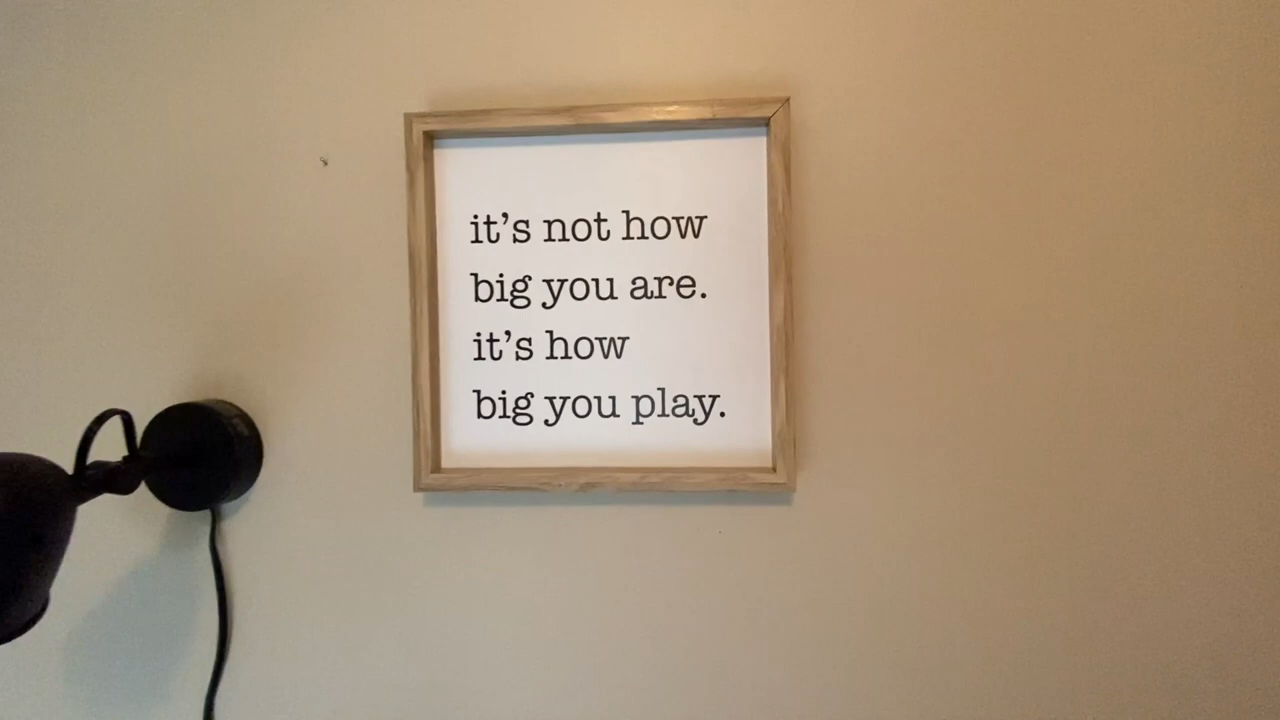 it’s not how
big you are.
it’s how
big you play.